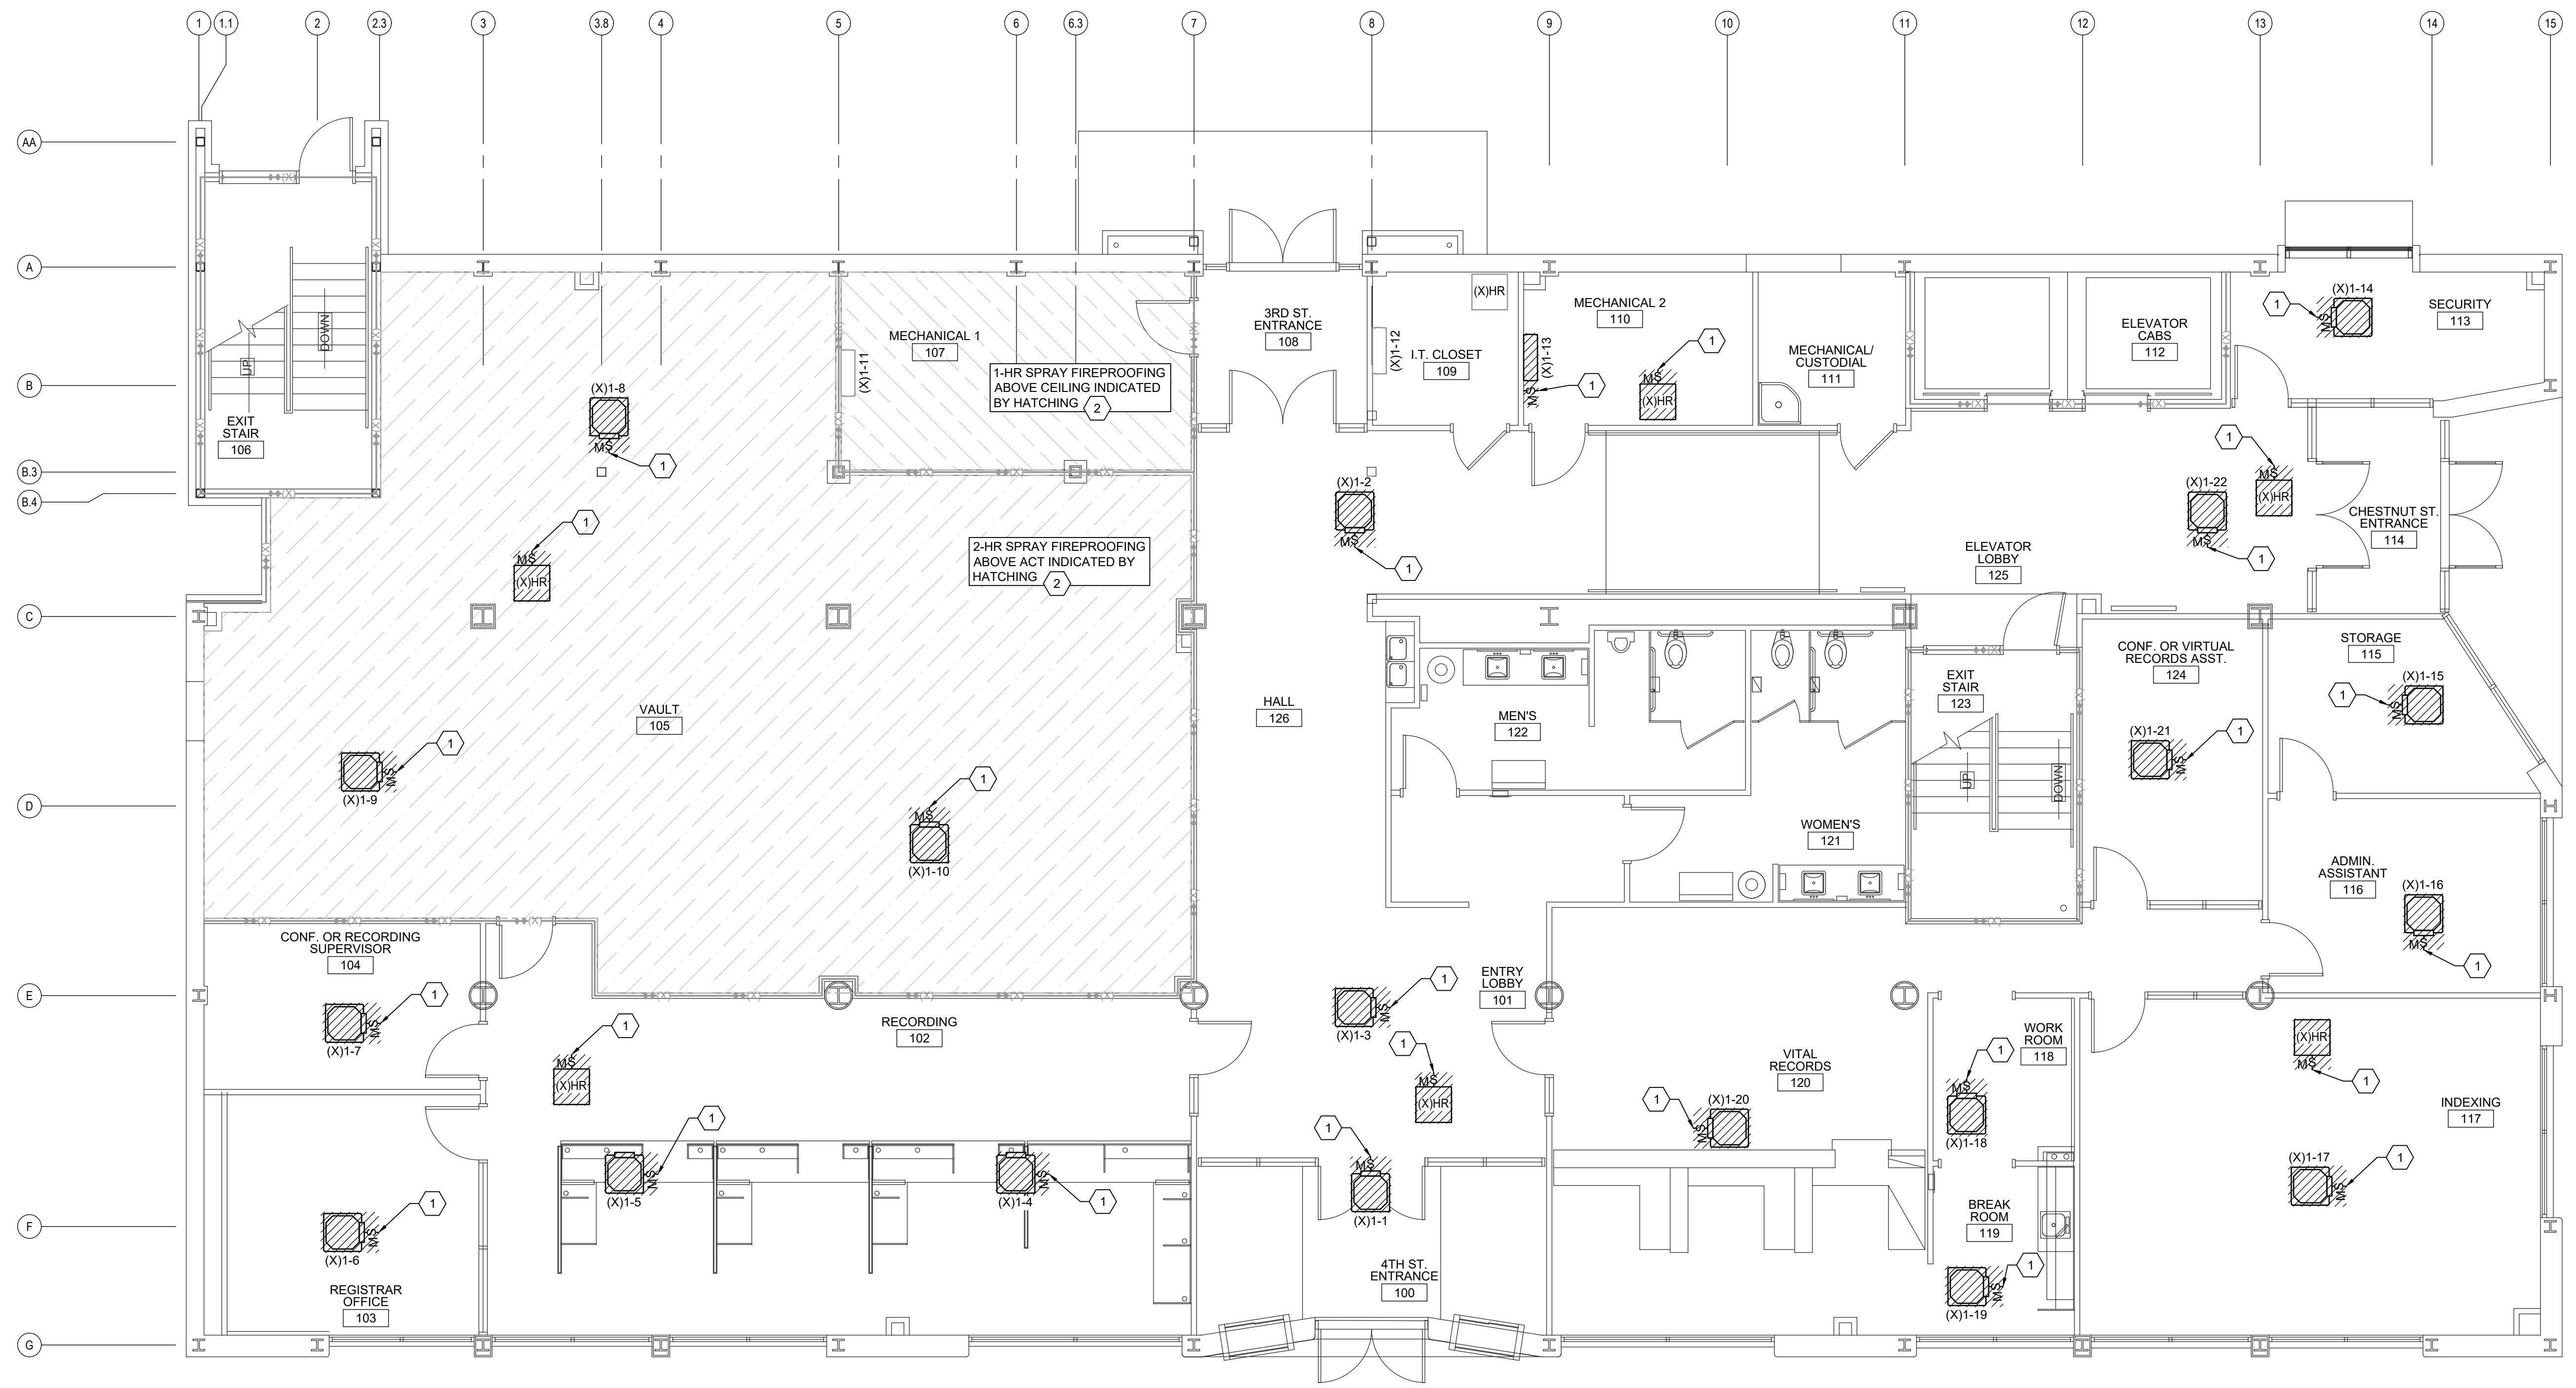 1
1.1
2
2.3
3
3.8
4
5
6
6.3
7
8
9
10
11
12
13
14
15
AA
A
B
B.3
B.4
C
D
E
F
G
(X)
(X)
UP
DOWN
EXIT
STAIR
106
(X)1-8
MS
1
MECHANICAL 1
107
(X)1-11
1-HR SPRAY FIREPROOFING
ABOVE CEILING INDICATED
BY HATCHING
2
3RD ST.
ENTRANCE
108
(X)1-12
(X)HR
I.T. CLOSET
109
(X)1-13
MS
1
MECHANICAL 2
110
1
MS
(X)HR
MECHANICAL/
CUSTODIAL
111
ELEVATOR
CABS
112
(X)1-14
MS
1
SECURITY
113
1
MS
(X)HR
2-HR SPRAY FIREPROOFING
ABOVE ACT INDICATED BY
HATCHING
2
(X)1-2
MS
1
ELEVATOR
LOBBY
125
(X)1-22
MS
1
1
MS
(X)HR
CHESTNUT ST.
ENTRANCE
114
VAULT
105
(X)1-9
MS
1
1
MS
(X)1-10
HALL
126
MEN'S
122
WOMEN'S
121
EXIT
STAIR
123
UP
DOWN
CONF. OR VIRTUAL
RECORDS ASST.
124
(X)1-21
MS
1
STORAGE
115
(X)1-15
MS
1
ADMIN.
ASSISTANT
116
(X)1-16
MS
1
CONF. OR RECORDING
SUPERVISOR
104
(X)1-7
MS
1
RECORDING
102
1
MS
(X)HR
(X)1-5
MS
1
(X)1-4
MS
1
(X)1-6
MS
1
REGISTRAR
OFFICE
103
ENTRY
LOBBY
101
(X)1-3
MS
1
1
MS
(X)HR
1
MS
(X)1-1
4TH ST.
ENTRANCE
100
VITAL
RECORDS
120
(X)1-20
MS
1
WORK
ROOM
118
1
MS
(X)1-18
BREAK
ROOM
119
(X)1-19
MS
1
(X)HR
MS
1
INDEXING
117
(X)1-17
MS
1